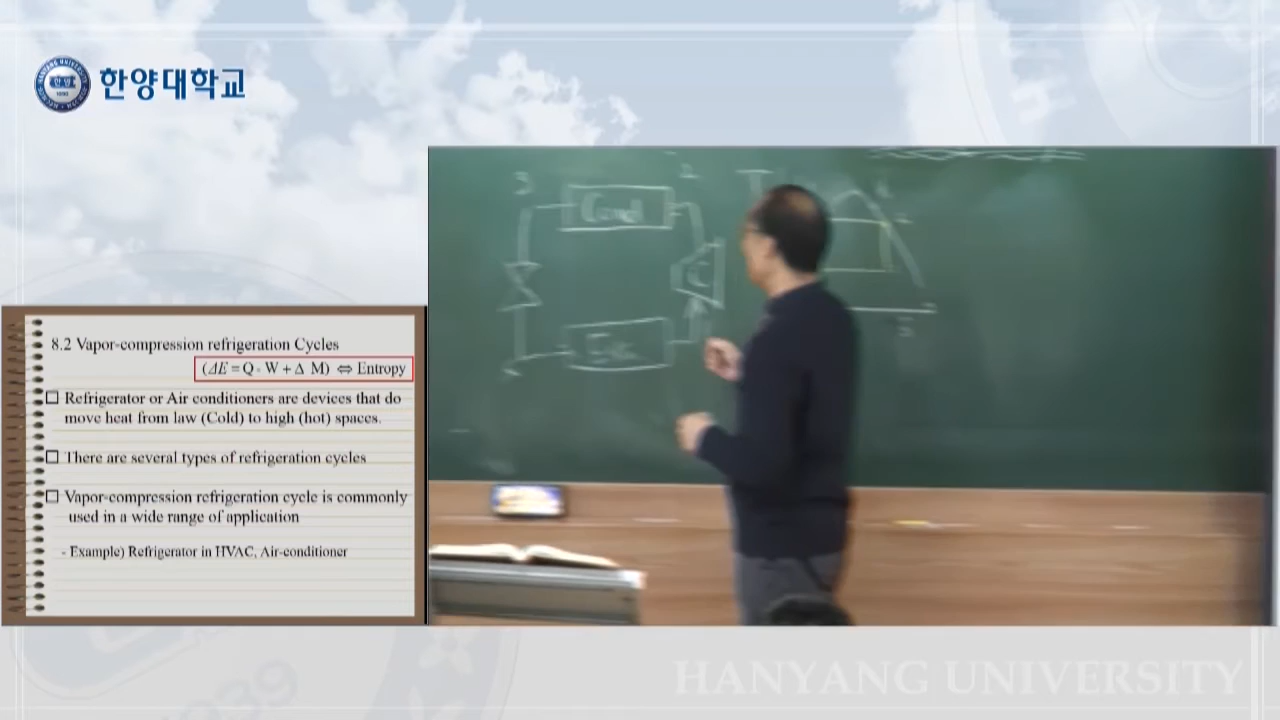 한양대학교
8.2 Vapor-compression refrigeration Cycles
(ΔE = Q - W + Δ M) ⇔ Entropy
☐ Refrigerator or Air conditioners are devices that do
move heat from law (Cold) to high (hot) spaces.
☐ There are several types of refrigeration cycles
☐ Vapor-compression refrigeration cycle is commonly
used in a wide range of application
- Example) Refrigerator in HVAC, Air-conditioner
3
2
T
Cond
C
HANYANG UNIVERSITY